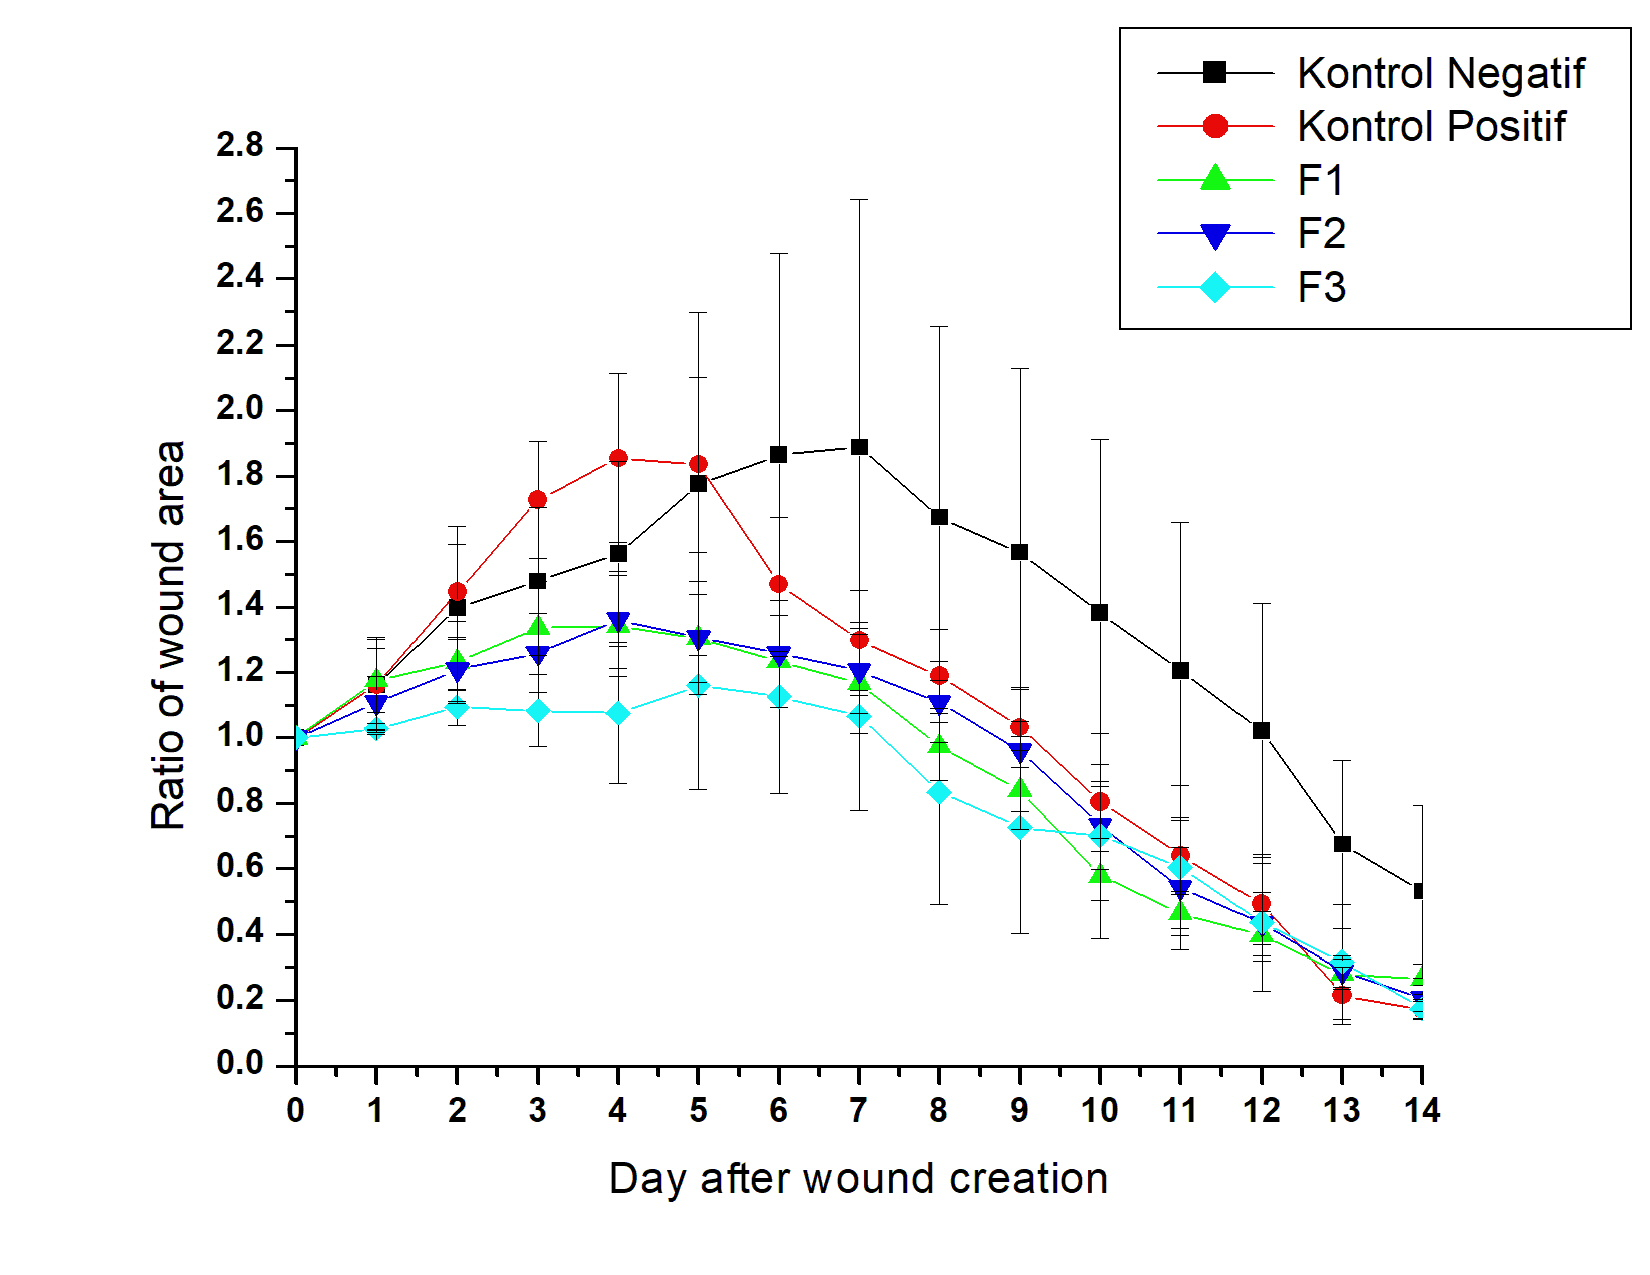 Kontrol Negatif
Kontrol Positif
F1
F2
F3
2.8
2.6
2.4
2.2
2.0
1.8
1.6
1.4
1.2
1.0
0.8
0.6
0.4
0.2
0.0
Ratio of wound area
0 1 2 3 4 5 6 7 8 9 10 11 12 13 14
Day after wound creation